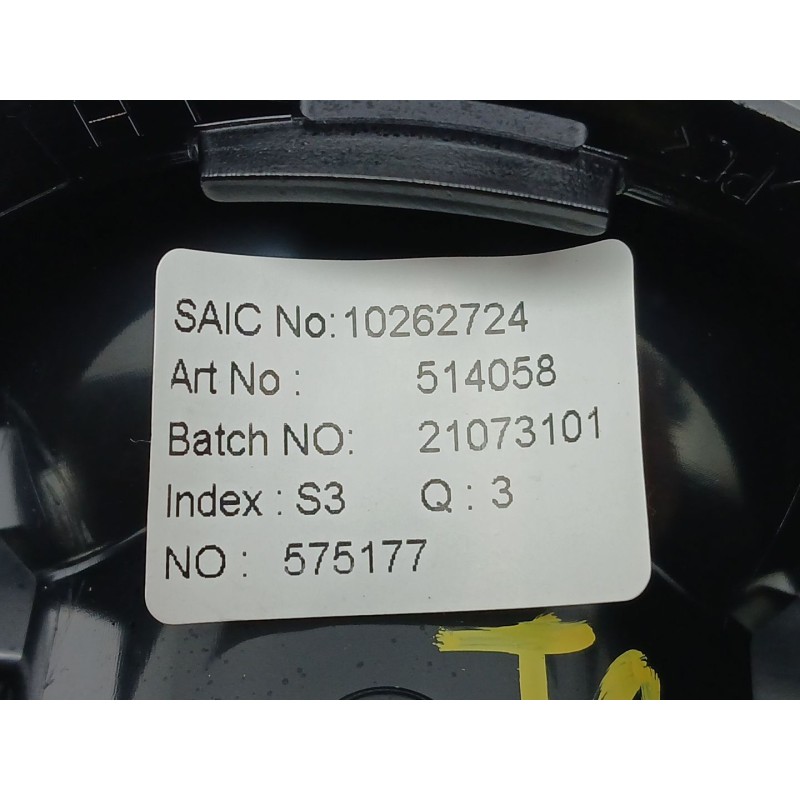 SAIC No:10262724
Art No : 514058
Batch NO: 21073101
Index : S3 Q : 3
NO : 575177